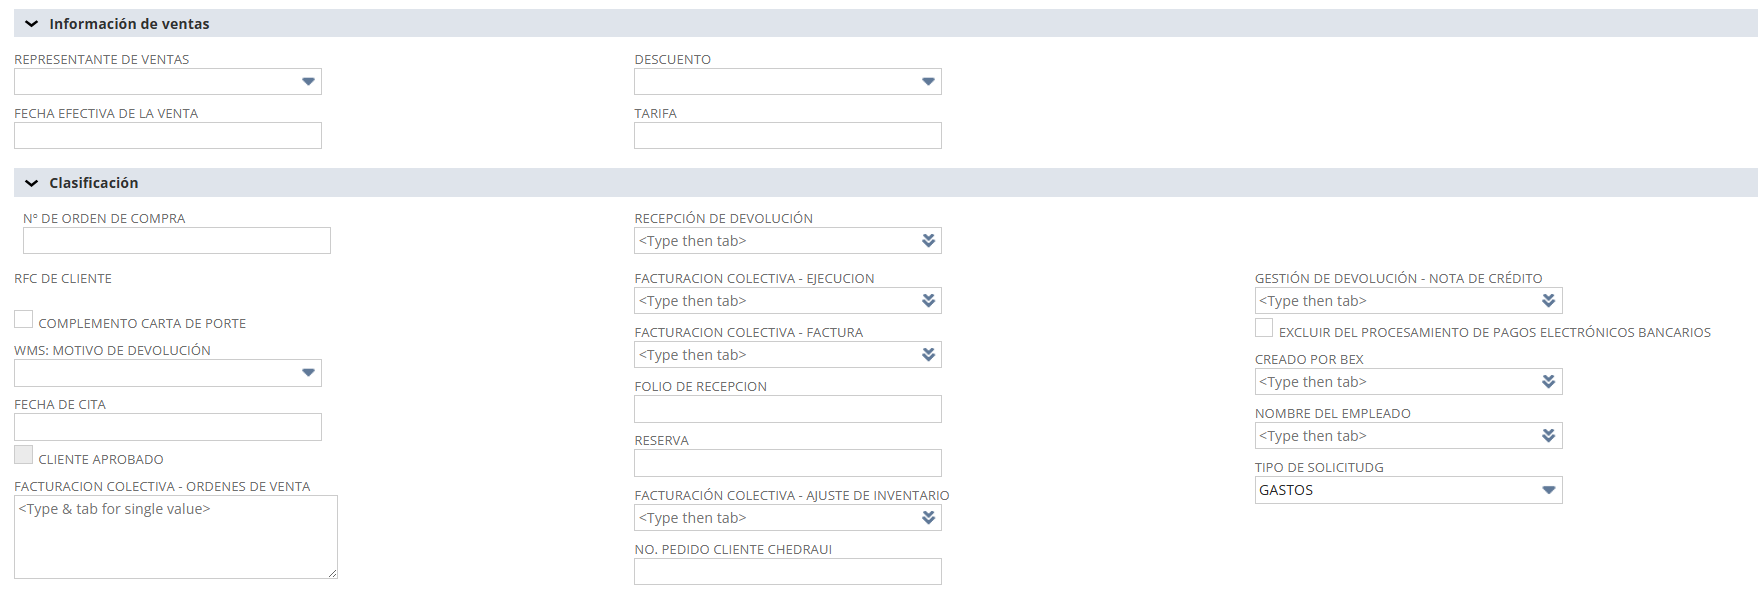 Información de ventas
REPRESENTANTE DE VENTAS
DESCUENTO
FECHA EFECTIVA DE LA VENTA
TARIFA
Clasificación
Nº DE ORDEN DE COMPRA
RFC DE CLIENTE
COMPLEMENTO CARTA DE PORTE
WMS: MOTIVO DE DEVOLUCIÓN
FECHA DE CITA
CLIENTE APROBADO
FACTURACION COLECTIVA - ORDENES DE VENTA
<Type & tab for single value>
RECEPCIÓN DE DEVOLUCIÓN
<Type then tab>
FACTURACION COLECTIVA - EJECUCION
<Type then tab>
FACTURACION COLECTIVA - FACTURA
<Type then tab>
FOLIO DE RECEPCION
RESERVA
FACTURACIÓN COLECTIVA - AJUSTE DE INVENTARIO
<Type then tab>
NO. PEDIDO CLIENTE CHEDRAUI
GESTIÓN DE DEVOLUCIÓN - NOTA DE CRÉDITO
<Type then tab>
EXCLUIR DEL PROCESAMIENTO DE PAGOS ELECTRÓNICOS BANCARIOS
CREADO POR BEX
<Type then tab>
NOMBRE DEL EMPLEADO
<Type then tab>
TIPO DE SOLICITUDG
GASTOS